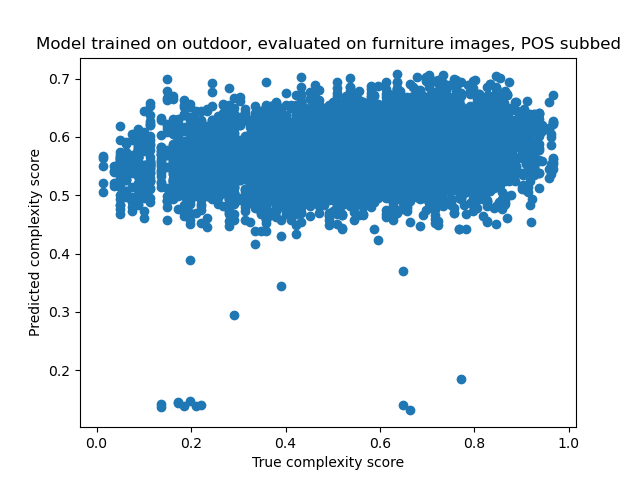 Model trained on outdoor, evaluated on furniture images, POS subbed
0.7
0.6
0.5
0.4
0.3
0.2
Predicted complexity score
0.0 0.2 0.4 0.6 0.8 1.0
True complexity score